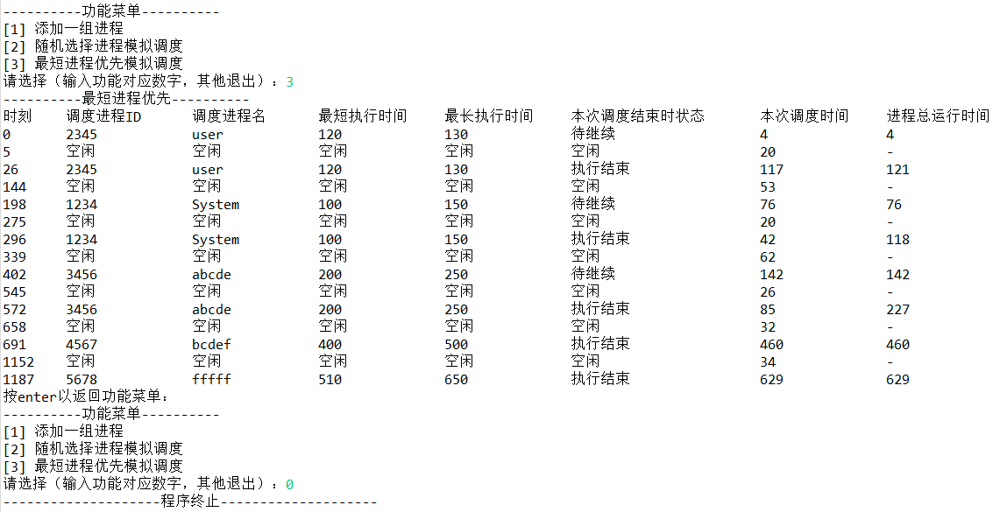 ----------功能菜单----------
[1] 添加一组进程
[2] 随机选择进程模拟调度
[3] 最短进程优先模拟调度
请选择（输入功能对应数字，其他退出）：3
----------最短进程优先----------
时刻 调度进程ID 调度进程名 最短执行时间 最长执行时间 本次调度结束时状态 本次调度时间 进程总运行时间
0 2345 user 120 130 待继续 4 4
5 空闲 空闲 空闲 空闲 空闲 20 -
26 2345 user 120 130 执行结束 117 121
144 空闲 空闲 空闲 空闲 空闲 53 -
198 1234 System 100 150 待继续 76 76
275 空闲 空闲 空闲 空闲 空闲 20 -
296 1234 System 100 150 执行结束 42 118
339 空闲 空闲 空闲 空闲 空闲 62 -
402 3456 abcde 200 250 待继续 142 142
545 空闲 空闲 空闲 空闲 空闲 26 -
572 3456 abcde 200 250 执行结束 85 227
658 空闲 空闲 空闲 空闲 空闲 32 -
691 4567 bcdef 400 500 执行结束 460 460
1152 空闲 空闲 空闲 空闲 空闲 34 -
1187 5678 fffff 510 650 执行结束 629 629
按enter以返回功能菜单：
----------功能菜单----------
[1] 添加一组进程
[2] 随机选择进程模拟调度
[3] 最短进程优先模拟调度
请选择（输入功能对应数字，其他退出）：0
--------------------程序终止--------------------